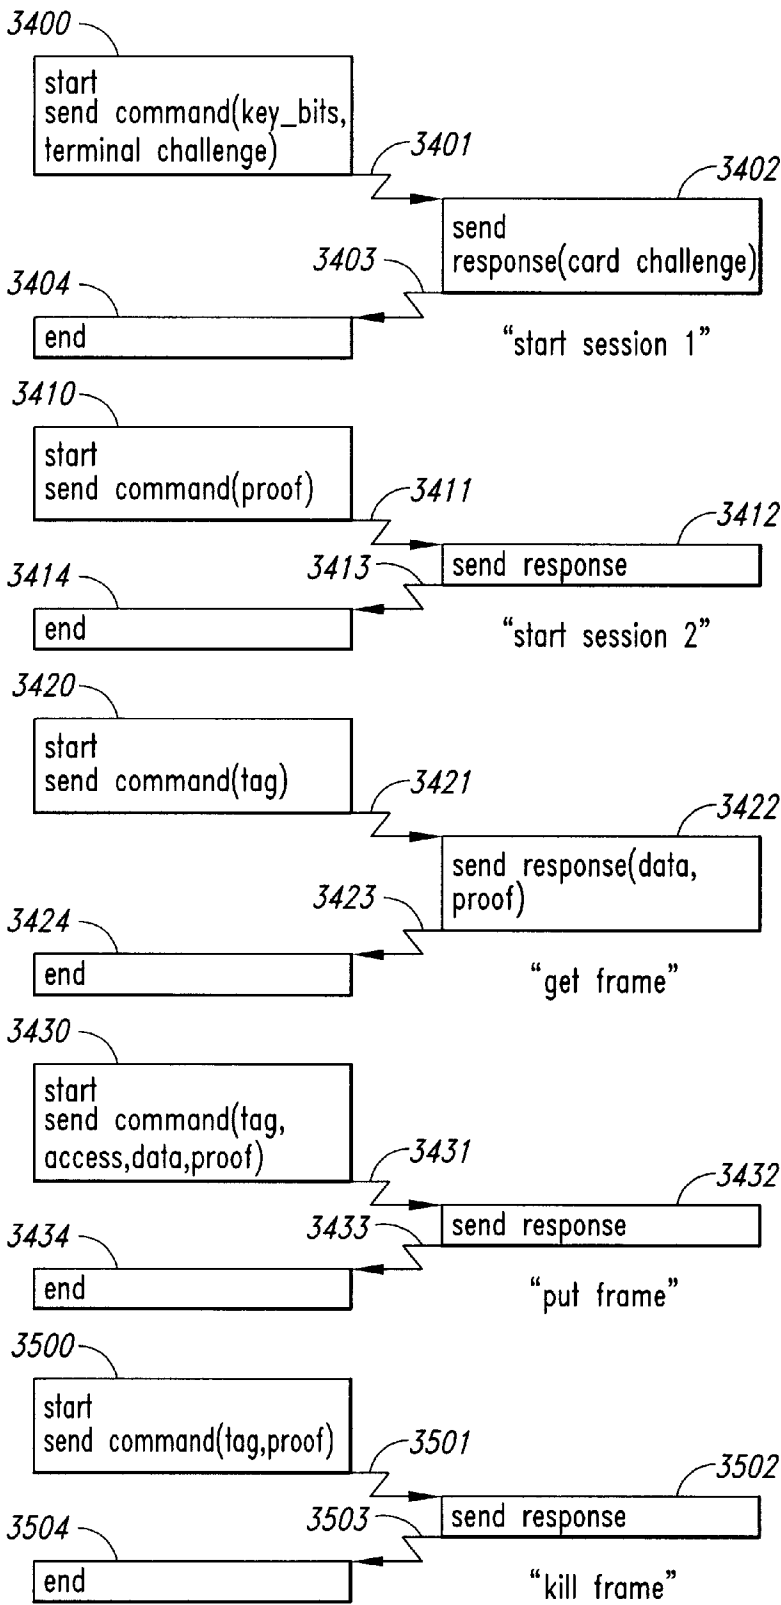 3400
start
send command(key_bits,
terminal challenge)
3401
3402
send
response(card challenge)
3403
3404
end
“start session 1”
3410
start
send command(proof)
3411
3412
send response
3413
3414
end
“start session 2”
3420
start
send command(tag)
3421
3422
send response(data,
proof)
3423
3424
end
“get frame”
3430
start
send command(tag,
access,data,proof)
3431
3432
send response
3433
3434
end
“put frame”
3500
start
send command(tag,proof)
3501
3502
send response
3503
3504
end
“kill frame”